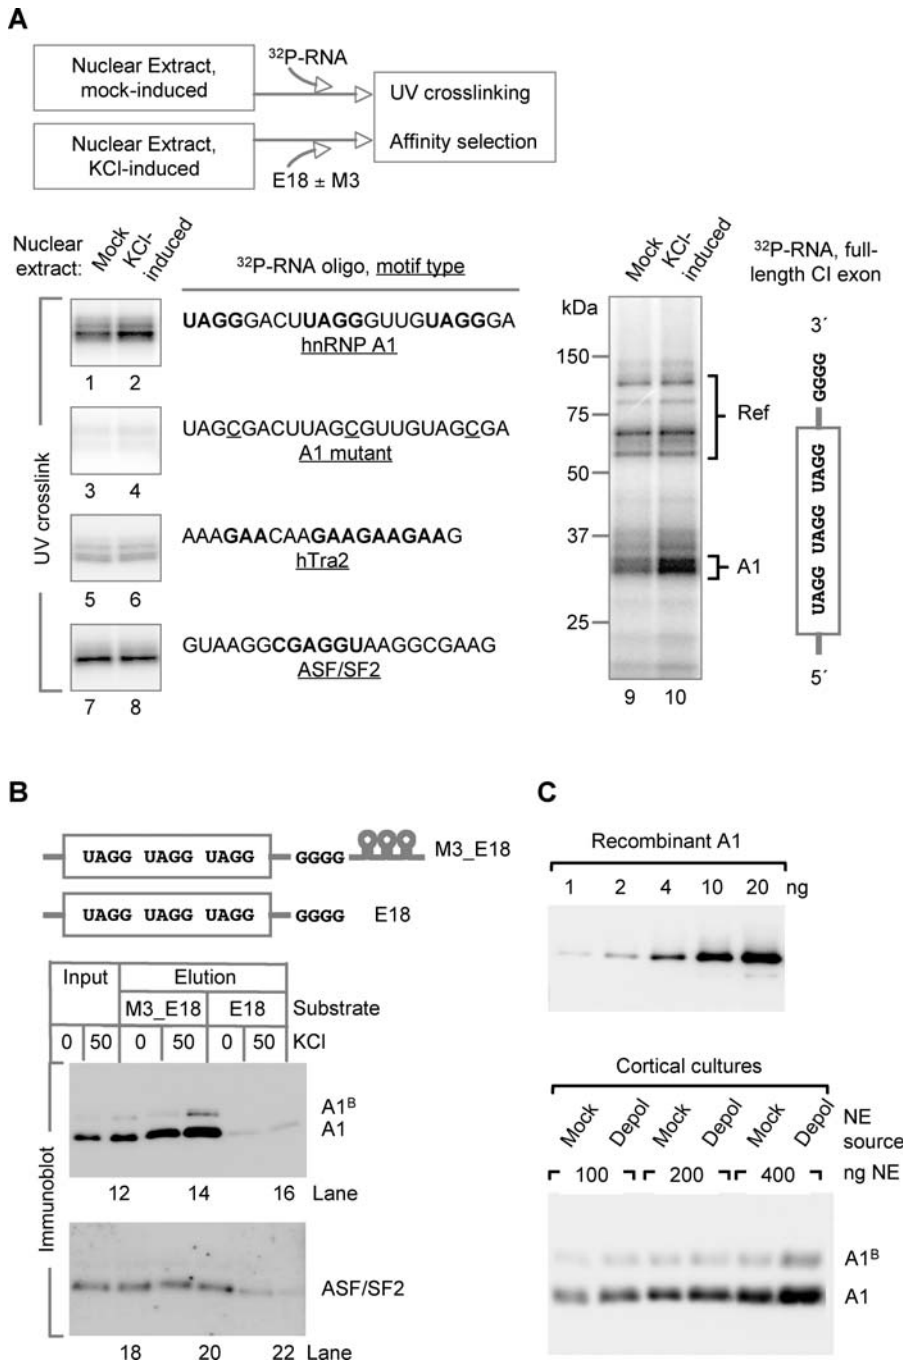 A
Nuclear Extract,
mock-induced
³²P-RNA
UV crosslinking
Affinity selection
Nuclear Extract,
KCl-induced
E18 ± M3
Nuclear
extract:
Mock
KCl-
induced
³²P-RNA oligo, motif type
UV crosslink
UAGGGACUUAGGGUUGUAGGGA
hnRNP A1
1 2
UAGCGACUUAGCGUUGUAGCGA
A1 mutant
3 4
AAAGAACAAGAAGAAGAAG
hTra2
5 6
GUAAGGCGAGGUAAGGCGAAG
ASF/SF2
7 8
Mock
KCl-
induced
kDa
150
75
50
37
25
Ref
A1
9 10
³²P-RNA, full-
length CI exon
3´
GGGG
UAGG UAGG UAGG
5´
B
UAGG UAGG UAGG GGGG M3_E18
UAGG UAGG UAGG GGGG E18
Input Elution
M3_E18 E18 Substrate
0 50 0 50 0 50 KCl
Immunoblot
A1ᴮ
A1
12 14 16 Lane
ASF/SF2
18 20 22 Lane
C
Recombinant A1
1 2 4 10 20 ng
Cortical cultures
Mock Depol Mock Depol Mock Depol NE
source
100 200 400 ng NE
A1ᴮ
A1